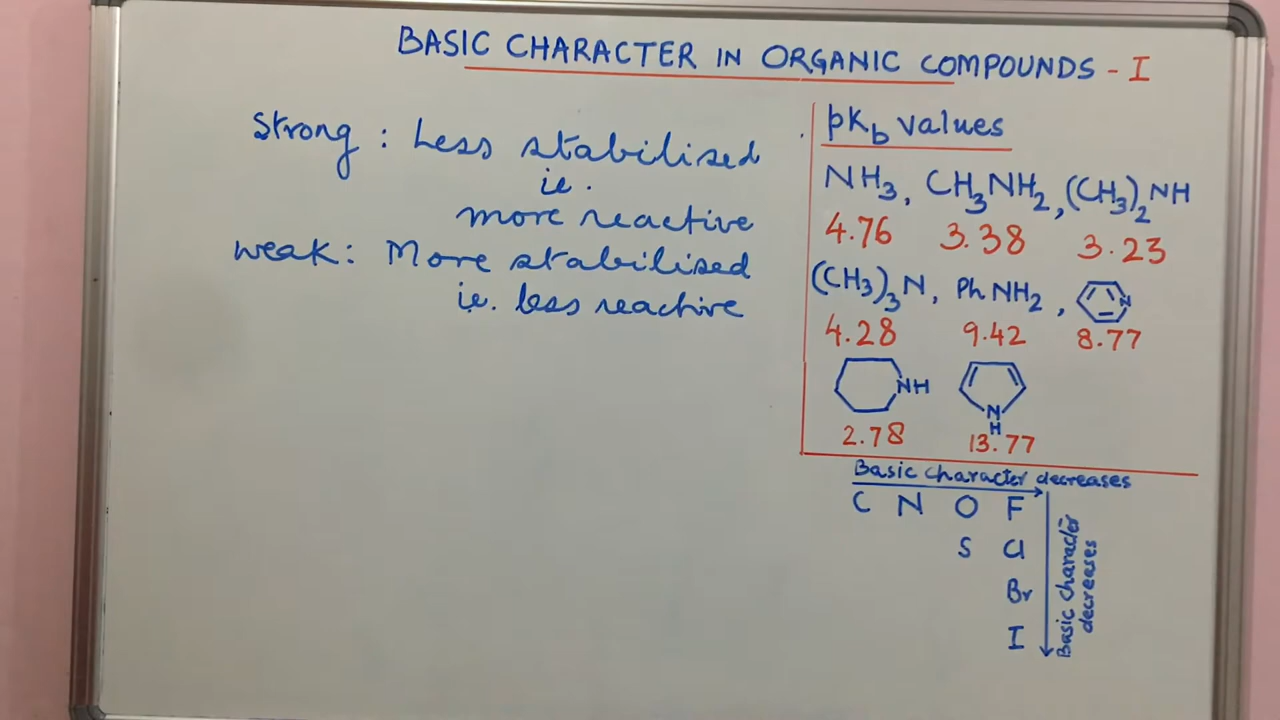 BASIC CHARACTER IN ORGANIC COMPOUNDS - I
Strong : Less stabilised
ie.
more reactive
weak : More stabilised
ie. less reactive
pKb values
NH3, CH3NH2, (CH3)2NH
4.76 3.38 3.23
(CH3)3N, PhNH2, N
4.28 9.42 8.77
NH N
H
2.78 13.77
Basic character decreases
C N O F
S Cl
Br
I
Basic character
decreases